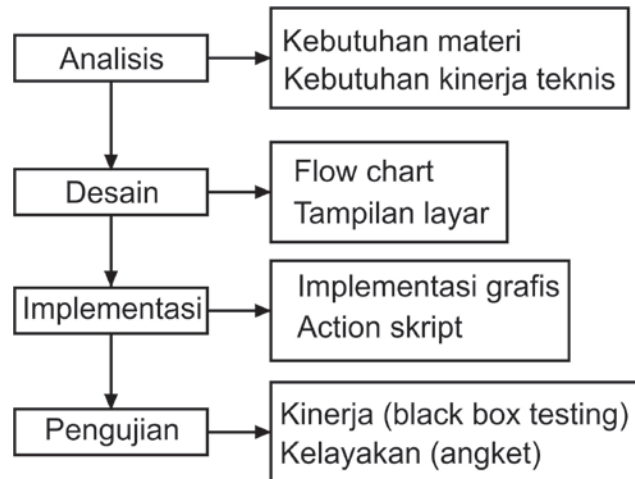 Analisis
Kebutuhan materi
Kebutuhan kinerja teknis
Desain
Flow chart
Tampilan layar
Implementasi
Implementasi grafis
Action skript
Pengujian
Kinerja (black box testing)
Kelayakan (angket)